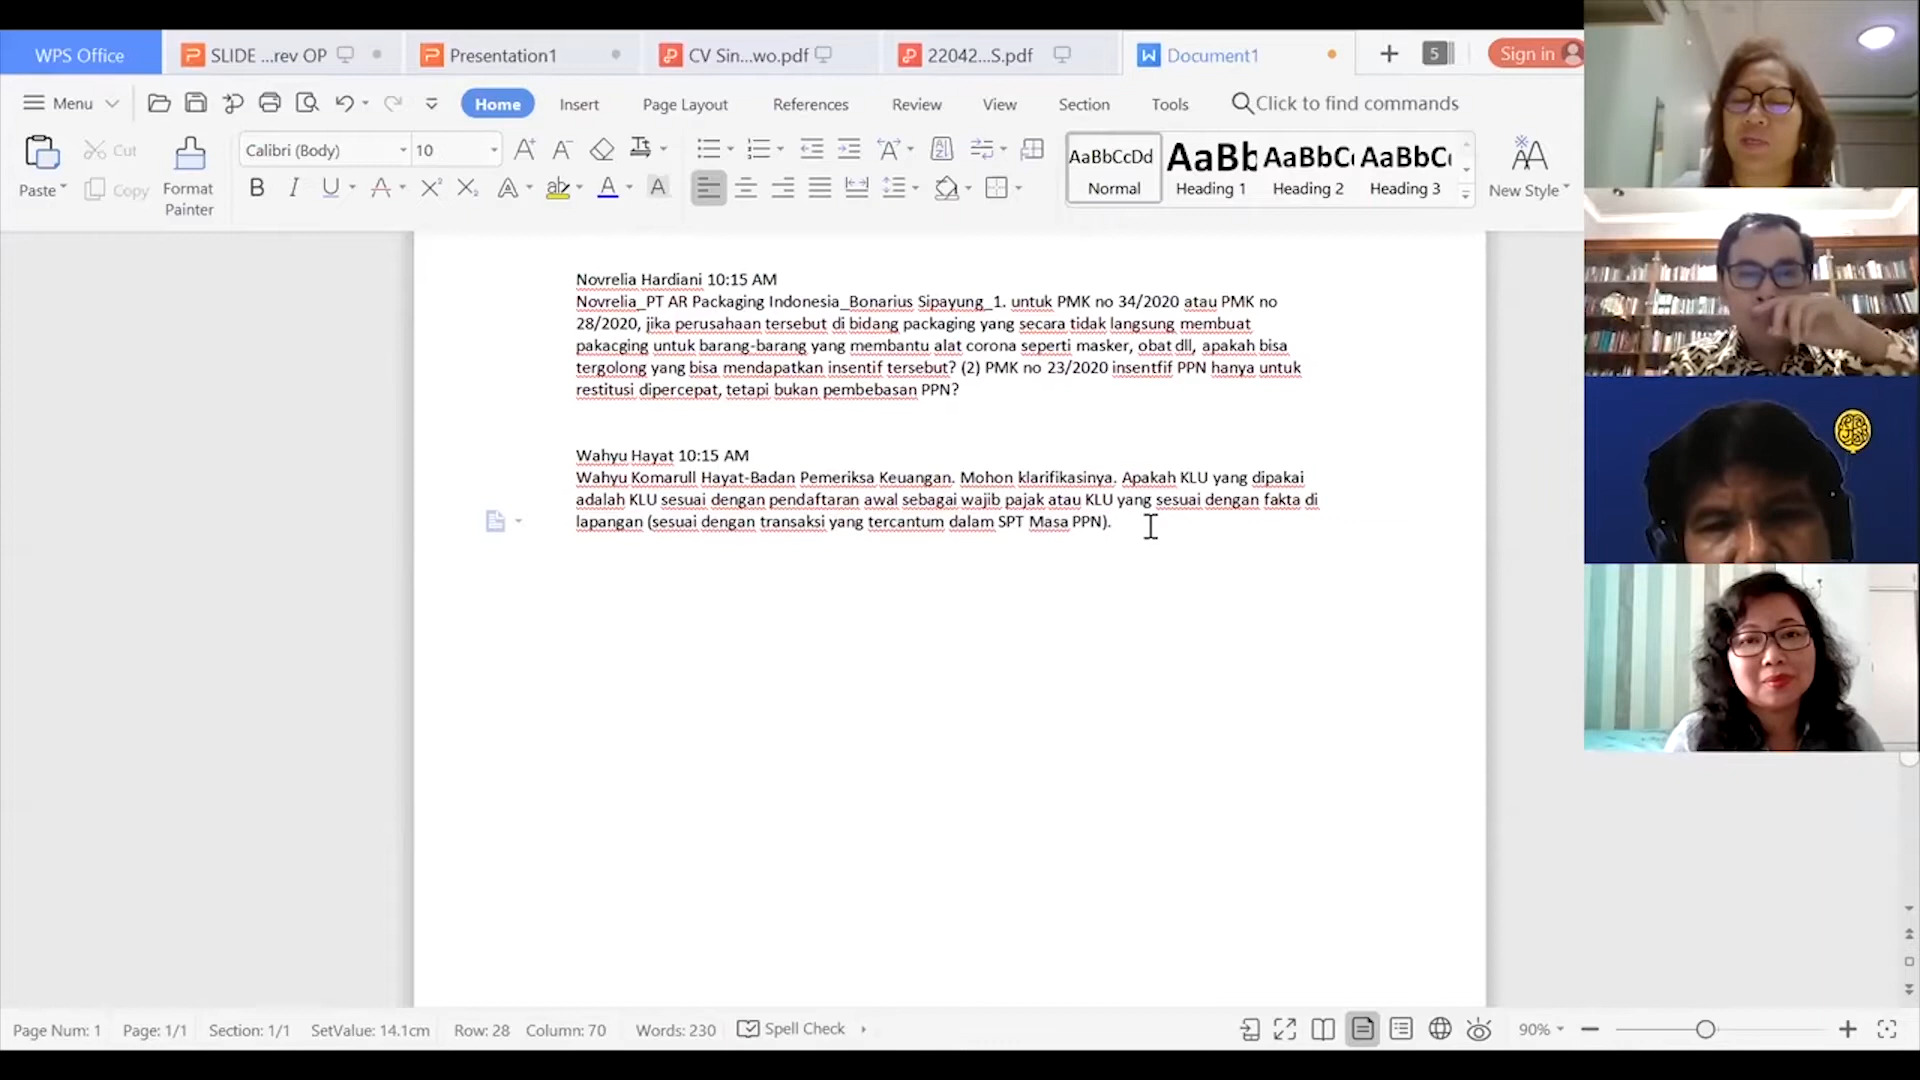 WPS Office
SLIDE ...rev OP
Presentation1
CV Sin....wo.pdf
22042...S.pdf
Document1
5
Sign in
Menu
Home
Insert
Page Layout
References
Review
View
Section
Tools
Click to find commands
Paste
Cut
Copy
Format
Painter
Calibri (Body)
10
AaBbCcDd
Normal
AaBb
Heading 1
AaBbC
Heading 2
AaBbC
Heading 3
New Style
Novrelia Hardiani 10:15 AM
Novrelia_PT AR Packaging Indonesia_Bonarius Sipayung_1. untuk PMK no 34/2020 atau PMK no
28/2020, jika perusahaan tersebut di bidang packaging yang secara tidak langsung membuat
pakacging untuk barang-barang yang membantu alat corona seperti masker, obat dll, apakah bisa
tergolong yang bisa mendapatkan insentif tersebut? (2) PMK no 23/2020 insentfif PPN hanya untuk
restitusi dipercepat, tetapi bukan pembebasan PPN?
Wahyu Hayat 10:15 AM
Wahyu Komarull Hayat-Badan Pemeriksa Keuangan. Mohon klarifikasinya. Apakah KLU yang dipakai
adalah KLU sesuai dengan pendaftaran awal sebagai wajib pajak atau KLU yang sesuai dengan fakta di
lapangan (sesuai dengan transaksi yang tercantum dalam SPT Masa PPN).
Page Num: 1
Page: 1/1
Section: 1/1
SetValue: 14.1cm
Row: 28
Column: 70
Words: 230
Spell Check
90%